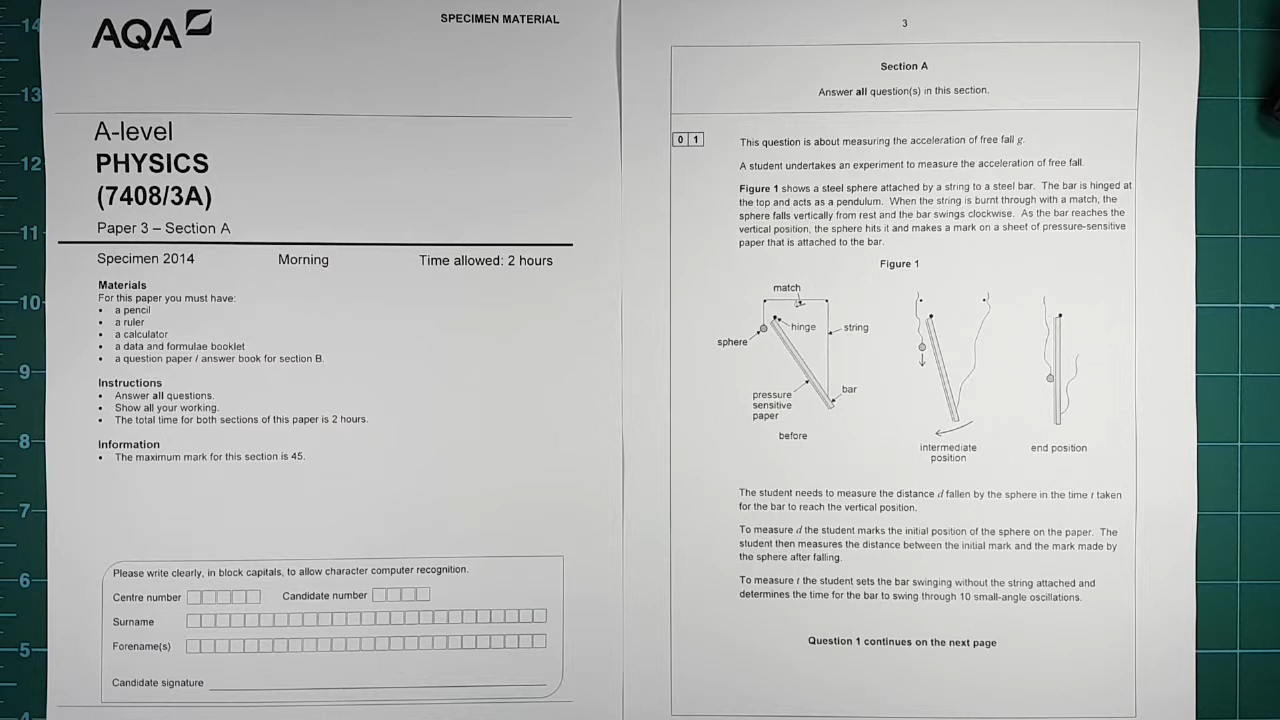 14
13
12
11
10
9
8
7
6
5
AQA
SPECIMEN MATERIAL
A-level
PHYSICS
(7408/3A)
Paper 3 – Section A
Specimen 2014 Morning Time allowed: 2 hours
Materials
For this paper you must have:
• a pencil
• a ruler
• a calculator
• a data and formulae booklet
• a question paper / answer book for section B.
Instructions
• Answer all questions.
• Show all your working.
• The total time for both sections of this paper is 2 hours.
Information
• The maximum mark for this section is 45.
Please write clearly, in block capitals, to allow character computer recognition.
Centre number Candidate number
Surname
Forename(s)
Candidate signature
3
Section A
Answer all question(s) in this section.
0 1 This question is about measuring the acceleration of free fall g.
A student undertakes an experiment to measure the acceleration of free fall.
Figure 1 shows a steel sphere attached by a string to a steel bar. The bar is hinged at
the top and acts as a pendulum. When the string is burnt through with a match, the
sphere falls vertically from rest and the bar swings clockwise. As the bar reaches the
vertical position, the sphere hits it and makes a mark on a sheet of pressure-sensitive
paper that is attached to the bar.
Figure 1
match
hinge
string
sphere
bar
pressure
sensitive
paper
before
intermediate
position
end position
The student needs to measure the distance d fallen by the sphere in the time t taken
for the bar to reach the vertical position.
To measure d the student marks the initial position of the sphere on the paper. The
student then measures the distance between the initial mark and the mark made by
the sphere after falling.
To measure t the student sets the bar swinging without the string attached and
determines the time for the bar to swing through 10 small-angle oscillations.
Question 1 continues on the next page